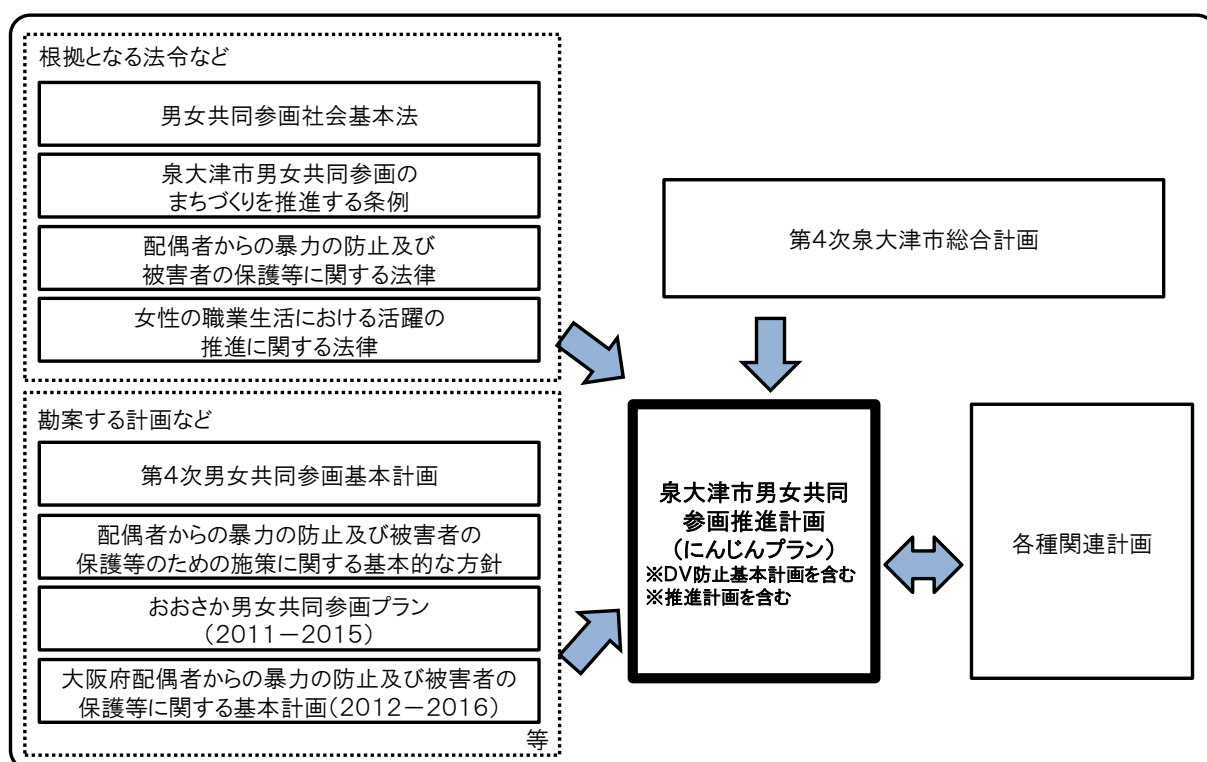 根拠となる法令など
男女共同参画社会基本法
泉大津市男女共同参画の
まちづくりを推進する条例
配偶者からの暴力の防止及び
被害者の保護等に関する法律
女性の職業生活における活躍の
推進に関する法律
勘案する計画など
第4次男女共同参画基本計画
配偶者からの暴力の防止及び被害者の
保護等のための施策に関する基本的な方針
おおさか男女共同参画プラン
(2011-2015)
大阪府配偶者からの暴力の防止及び被害者の
保護等に関する基本計画(2012-2016)
等
第4次泉大津市総合計画
泉大津市男女共同
参画推進計画
(にんじんプラン)
※DV防止基本計画を含む
※推進計画を含む
各種関連計画